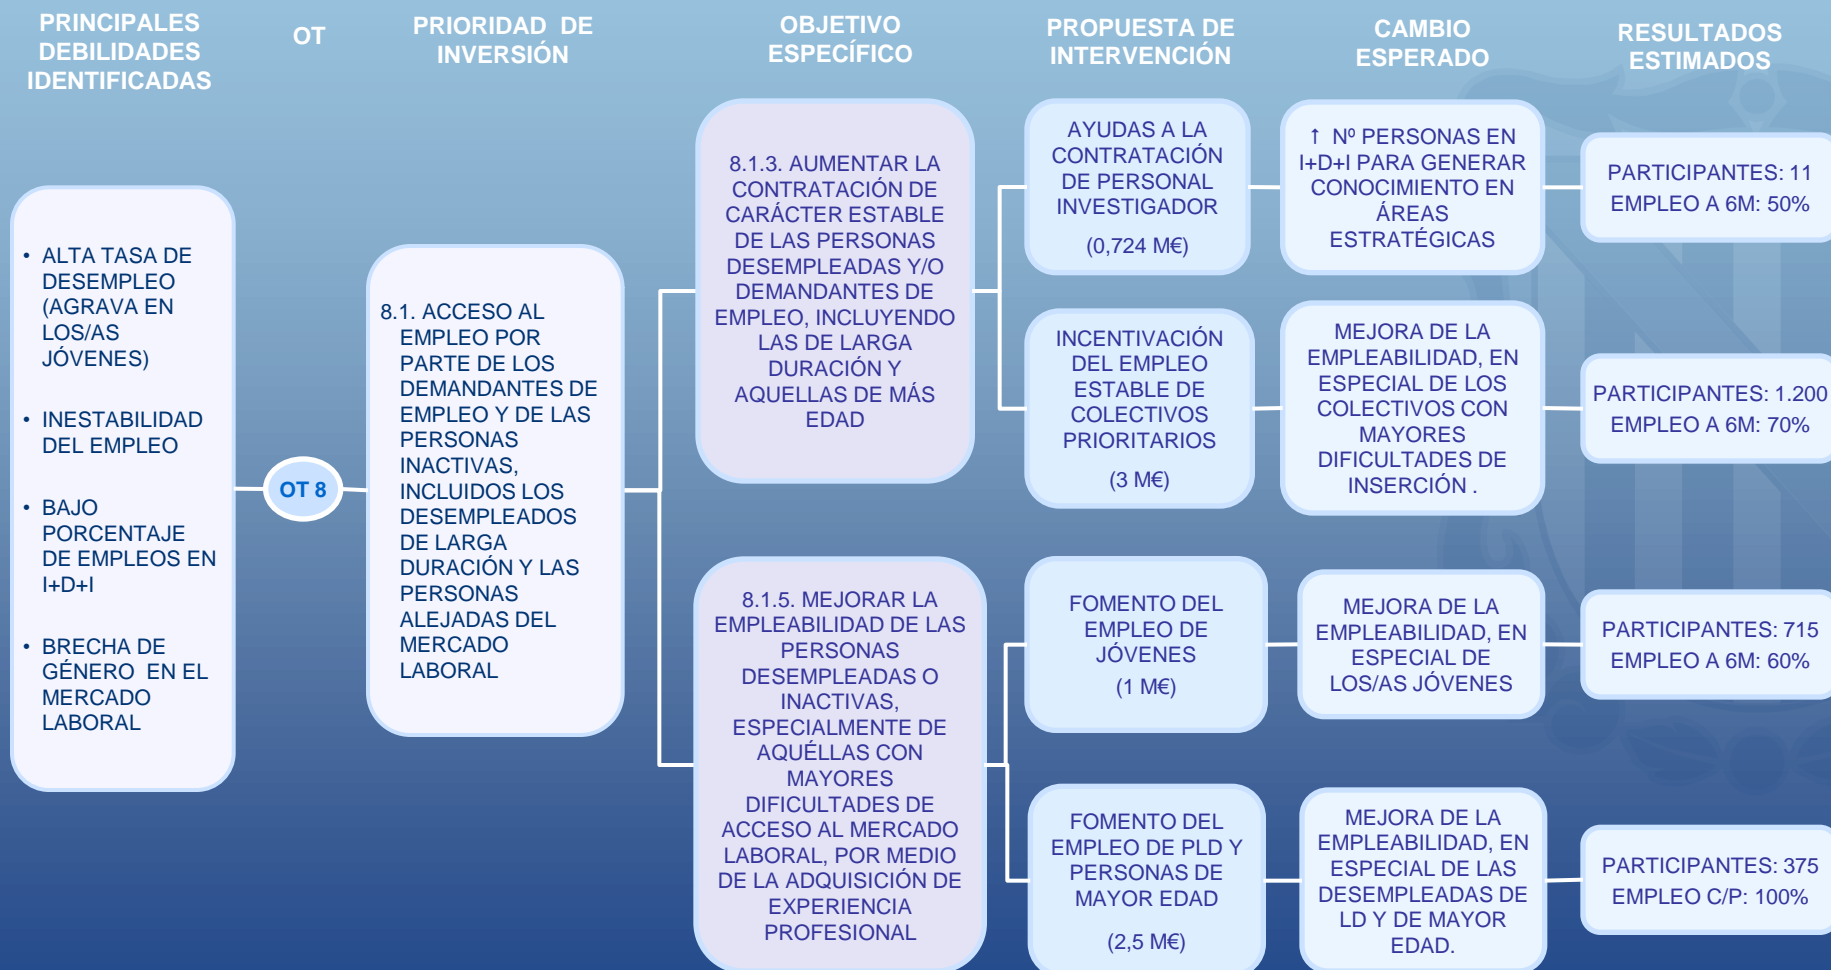 PRINCIPALES
DEBILIDADES
IDENTIFICADAS
OT
PRIORIDAD DE
INVERSIÓN
OBJETIVO
ESPECÍFICO
PROPUESTA DE
INTERVENCIÓN
CAMBIO
ESPERADO
RESULTADOS
ESTIMADOS
• ALTA TASA DE
DESEMPLEO
(AGRAVA EN
LOS/AS
JÓVENES)
• INESTABILIDAD
DEL EMPLEO
• BAJO
PORCENTAJE
DE EMPLEOS EN
I+D+I
• BRECHA DE
GÉNERO EN EL
MERCADO
LABORAL
OT 8
8.1. ACCESO AL
EMPLEO POR
PARTE DE LOS
DEMANDANTES DE
EMPLEO Y DE LAS
PERSONAS
INACTIVAS,
INCLUIDOS LOS
DESEMPLEADOS
DE LARGA
DURACIÓN Y LAS
PERSONAS
ALEJADAS DEL
MERCADO
LABORAL
8.1.3. AUMENTAR LA
CONTRATACIÓN DE
CARÁCTER ESTABLE
DE LAS PERSONAS
DESEMPLEADAS Y/O
DEMANDANTES DE
EMPLEO, INCLUYENDO
LAS DE LARGA
DURACIÓN Y
AQUELLAS DE MÁS
EDAD
AYUDAS A LA
CONTRATACIÓN
DE PERSONAL
INVESTIGADOR
(0,724 M€)
↑ Nº PERSONAS EN
I+D+I PARA GENERAR
CONOCIMIENTO EN
ÁREAS
ESTRATÉGICAS
PARTICIPANTES: 11
EMPLEO A 6M: 50%
INCENTIVACIÓN
DEL EMPLEO
ESTABLE DE
COLECTIVOS
PRIORITARIOS
(3 M€)
MEJORA DE LA
EMPLEABILIDAD, EN
ESPECIAL DE LOS
COLECTIVOS CON
MAYORES
DIFICULTADES DE
INSERCIÓN .
PARTICIPANTES: 1.200
EMPLEO A 6M: 70%
8.1.5. MEJORAR LA
EMPLEABILIDAD DE LAS
PERSONAS
DESEMPLEADAS O
INACTIVAS,
ESPECIALMENTE DE
AQUÉLLAS CON
MAYORES
DIFICULTADES DE
ACCESO AL MERCADO
LABORAL, POR MEDIO
DE LA ADQUISICIÓN DE
EXPERIENCIA
PROFESIONAL
FOMENTO DEL
EMPLEO DE
JÓVENES
(1 M€)
MEJORA DE LA
EMPLEABILIDAD, EN
ESPECIAL DE
LOS/AS JÓVENES
PARTICIPANTES: 715
EMPLEO A 6M: 60%
FOMENTO DEL
EMPLEO DE PLD Y
PERSONAS DE
MAYOR EDAD
(2,5 M€)
MEJORA DE LA
EMPLEABILIDAD, EN
ESPECIAL DE LAS
DESEMPLEADAS DE
LD Y DE MAYOR
EDAD.
PARTICIPANTES: 375
EMPLEO C/P: 100%